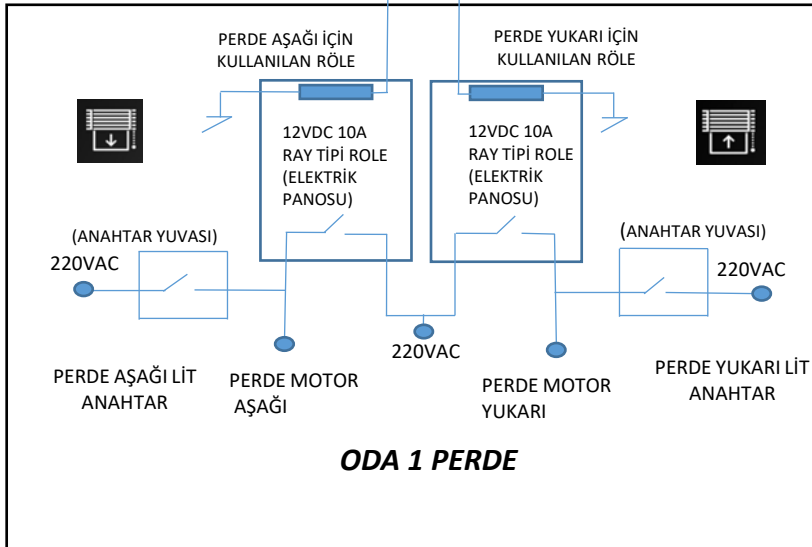 PERDE AŞAĞI İÇİN
KULLANILAN RÖLE
PERDE YUKARI İÇİN
KULLANILAN RÖLE
12VDC 10A
RAY TİPİ ROLE
(ELEKTRİK
PANOSU)
12VDC 10A
RAY TİPİ ROLE
(ELEKTRİK
PANOSU)
(ANAHTAR YUVASI)
220VAC
(ANAHTAR YUVASI)
220VAC
220VAC
PERDE AŞAĞI LİT
ANAHTAR
PERDE MOTOR
AŞAĞI
PERDE MOTOR
YUKARI
PERDE YUKARI LİT
ANAHTAR
ODA 1 PERDE